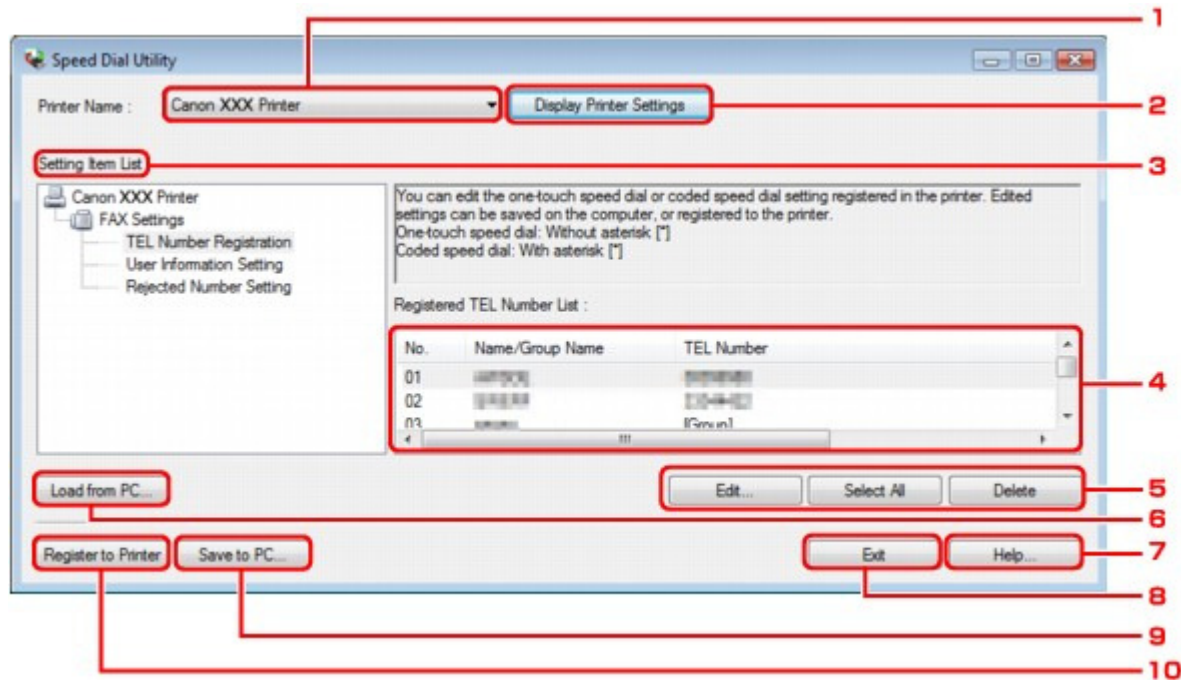 1
Speed Dial Utility
Printer Name : Canon XXX Printer Display Printer Settings 2
Setting Item List 3
Canon XXX Printer
FAX Settings
TEL Number Registration
User Information Setting
Rejected Number Setting
You can edit the one-touch speed dial or coded speed dial setting registered in the printer. Edited
settings can be saved on the computer, or registered to the printer.
One-touch speed dial: Without asterisk [*]
Coded speed dial: With asterisk [*]
Registered TEL Number List :
No. Name/Group Name TEL Number
01
02
03 [Group]
4
Load from PC... Edit... Select All Delete 5
6
Register to Printer Save to PC... Exit Help... 7
8
9
10